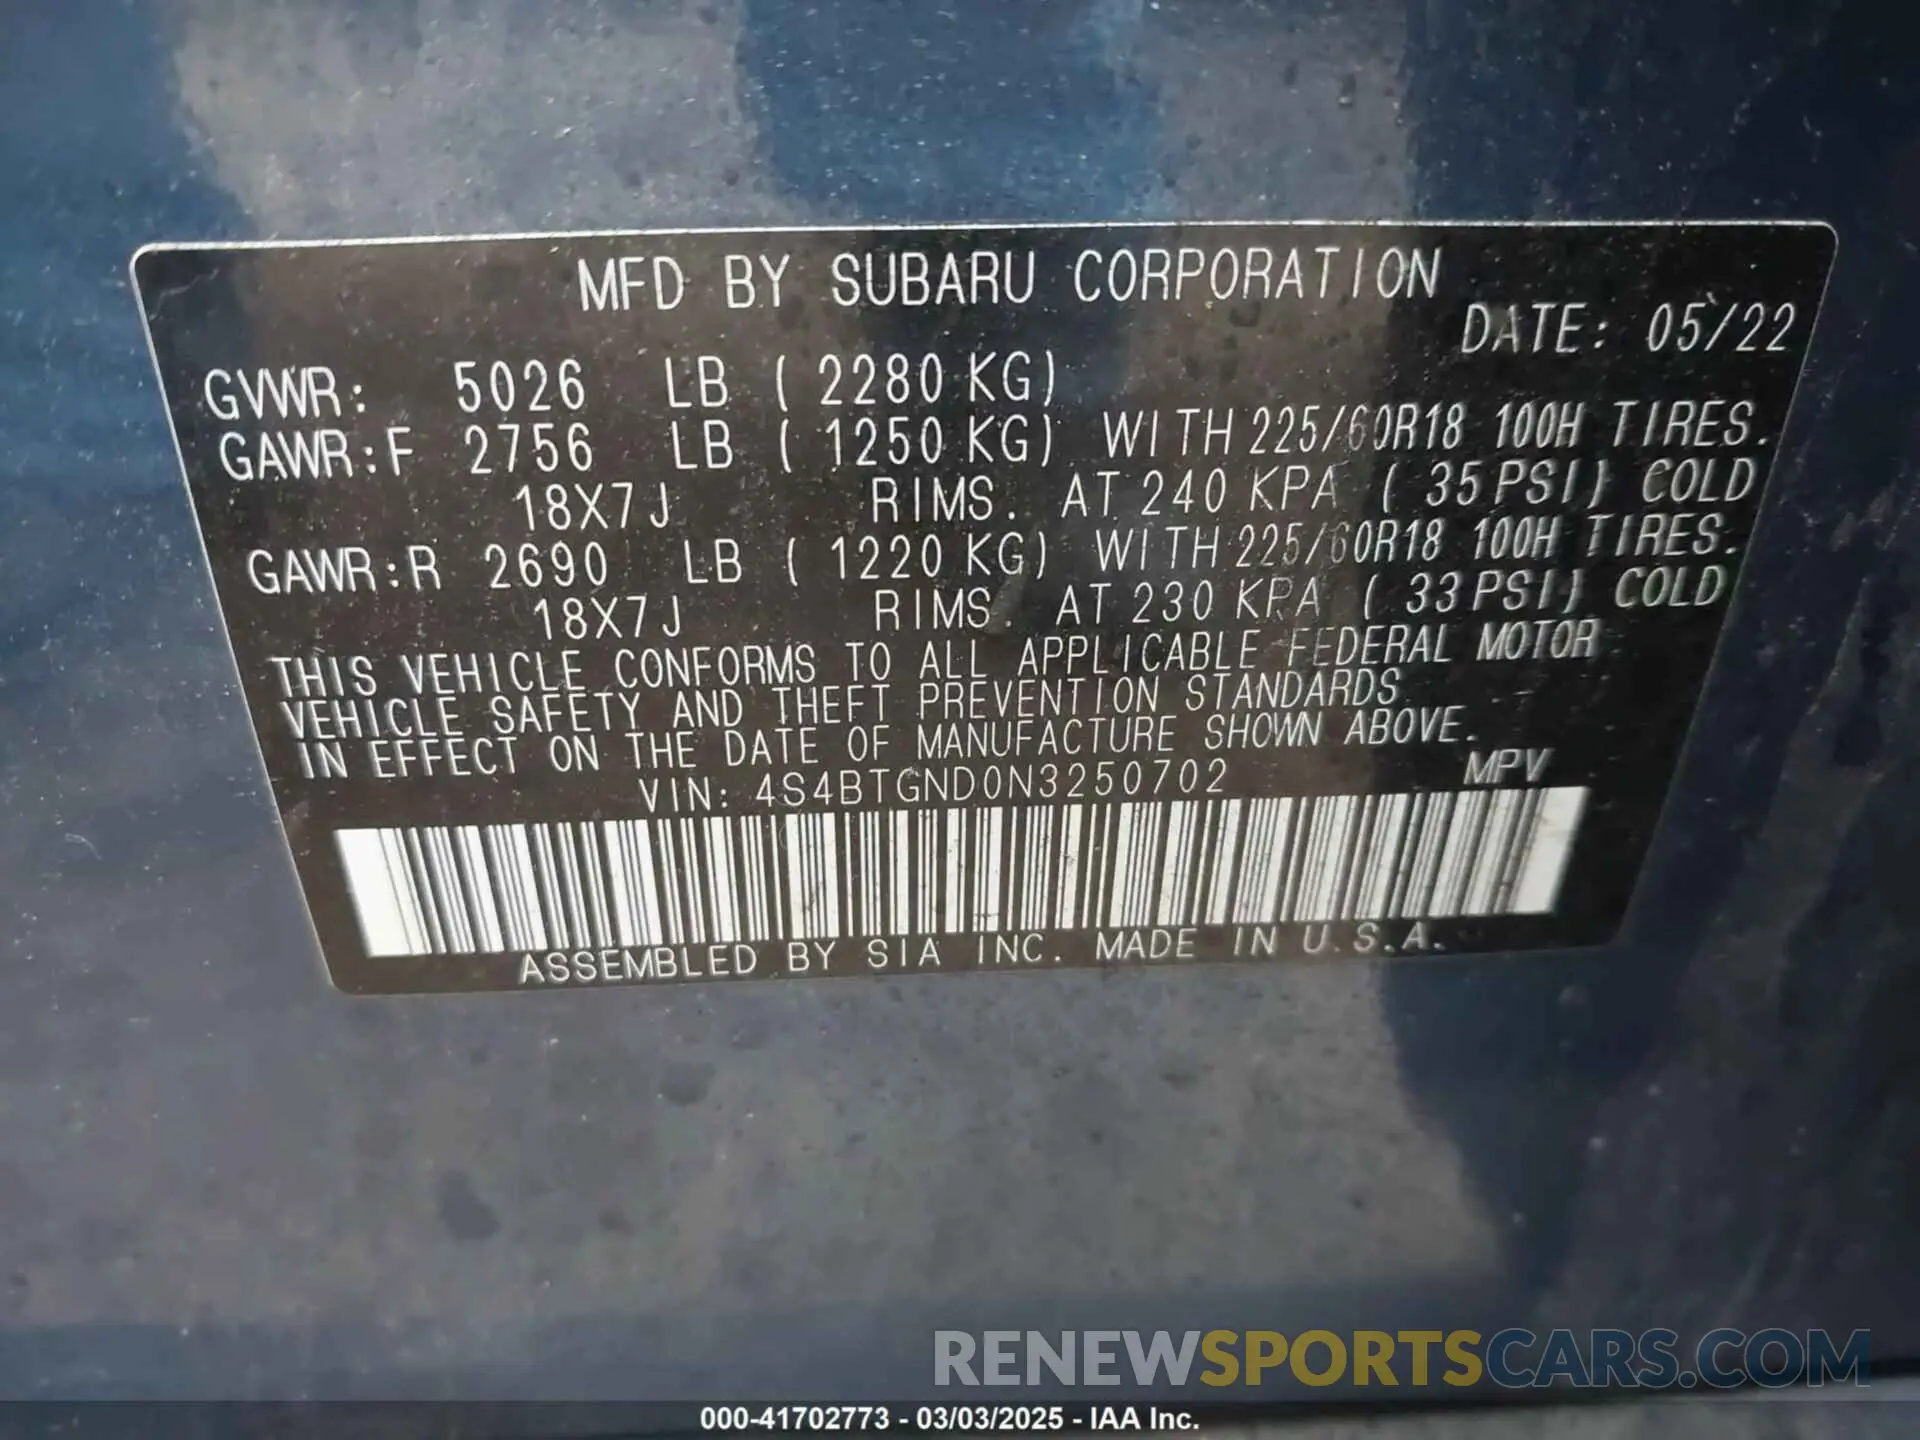 MFD BY SUBARU CORPORATION
DATE: 05/22
GVWR: 5026 LB ( 2280 KG)
GAWR:F 2756 LB ( 1250 KG) WITH 225/60R18 100H TIRES.
18X7J RIMS. AT 240 KPA ( 35 PSI) COLD
GAWR:R 2690 LB ( 1220 KG) WITH 225/60R18 100H TIRES.
18X7J RIMS. AT 230 KPA ( 33 PSI) COLD
THIS VEHICLE CONFORMS TO ALL APPLICABLE FEDERAL MOTOR
VEHICLE SAFETY AND THEFT PREVENTION STANDARDS
IN EFFECT ON THE DATE OF MANUFACTURE SHOWN ABOVE.
VIN: 4S4BTGND0N3250702 MPV
ASSEMBLED BY SIA INC. MADE IN U.S.A.
RENEWSPORTSCARS.COM
000-41702773 - 03/03/2025 - IAA Inc.